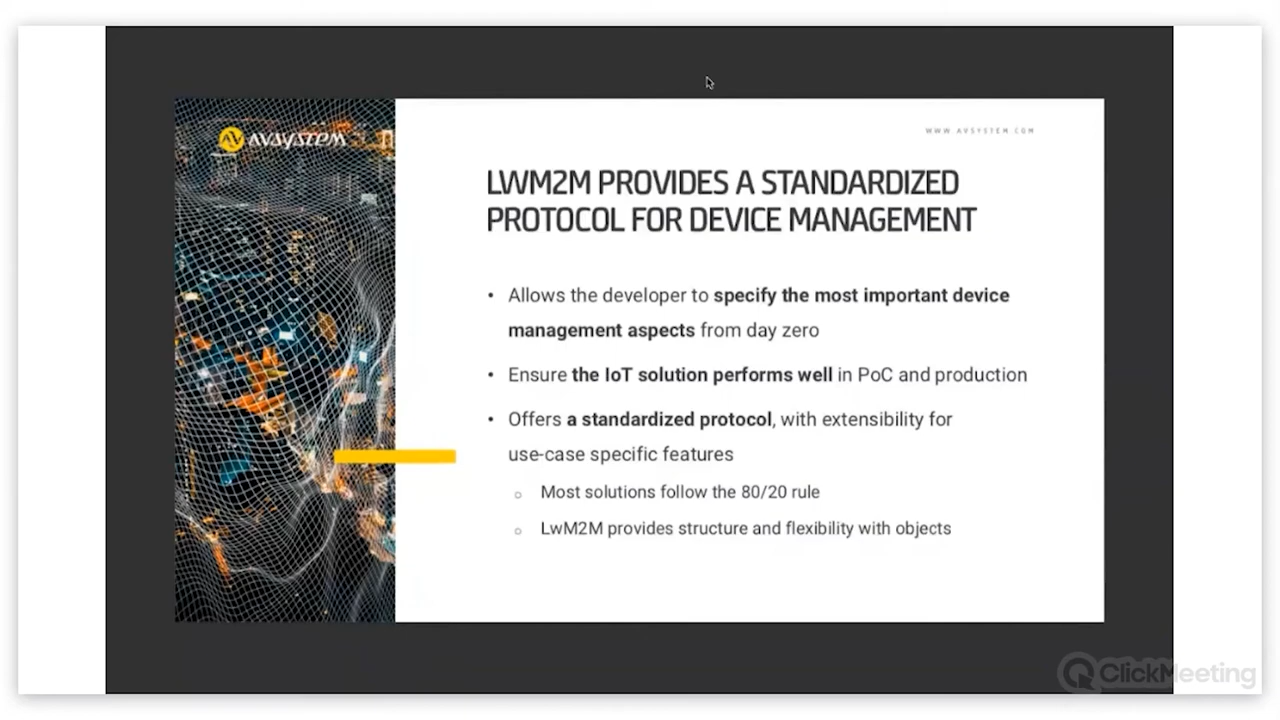 AVSYSTEM
WWW.AVSYSTEM.COM
LWM2M PROVIDES A STANDARDIZED
PROTOCOL FOR DEVICE MANAGEMENT
• Allows the developer to specify the most important device
management aspects from day zero
• Ensure the IoT solution performs well in PoC and production
• Offers a standardized protocol, with extensibility for
use-case specific features
○ Most solutions follow the 80/20 rule
○ LwM2M provides structure and flexibility with objects
ClickMeeting